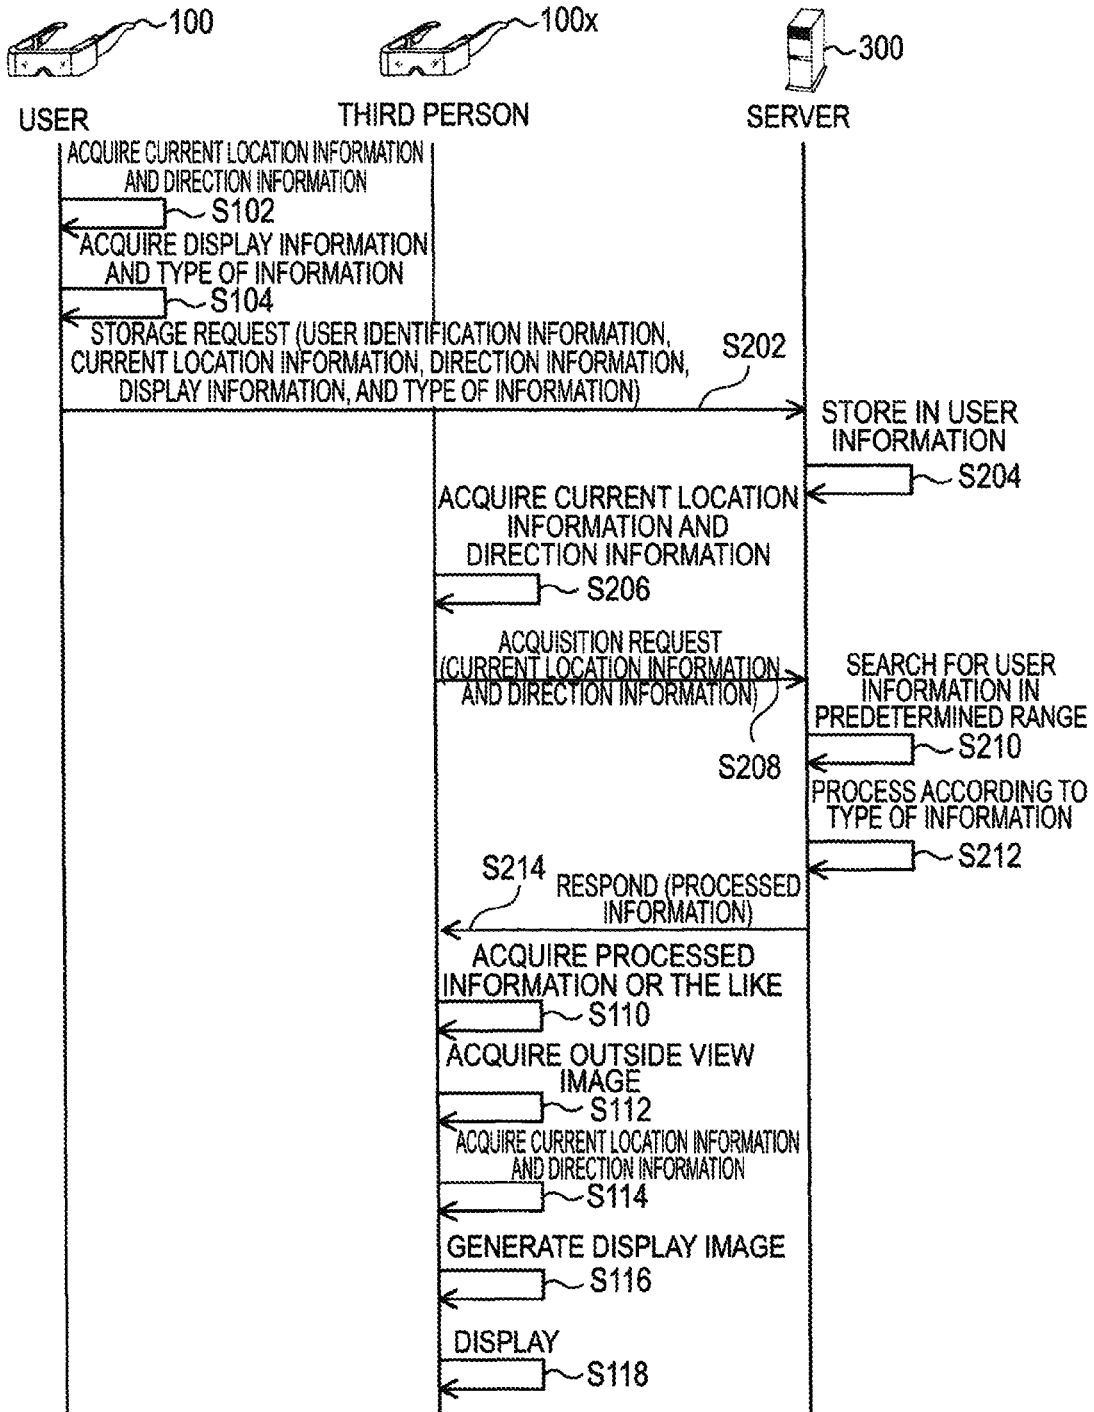 100
100x
300
USER
THIRD PERSON
SERVER
ACQUIRE CURRENT LOCATION INFORMATION
AND DIRECTION INFORMATION
S102
ACQUIRE DISPLAY INFORMATION
AND TYPE OF INFORMATION
S104
STORAGE REQUEST (USER IDENTIFICATION INFORMATION,
CURRENT LOCATION INFORMATION, DIRECTION INFORMATION,
DISPLAY INFORMATION, AND TYPE OF INFORMATION)
S202
STORE IN USER
INFORMATION
S204
ACQUIRE CURRENT LOCATION
INFORMATION AND
DIRECTION INFORMATION
S206
ACQUISITION REQUEST
(CURRENT LOCATION INFORMATION
AND DIRECTION INFORMATION)
S208
SEARCH FOR USER
INFORMATION IN
PREDETERMINED RANGE
S210
PROCESS ACCORDING TO
TYPE OF INFORMATION
S212
S214
RESPOND (PROCESSED
INFORMATION)
ACQUIRE PROCESSED
INFORMATION OR THE LIKE
S110
ACQUIRE OUTSIDE VIEW
IMAGE
S112
ACQUIRE CURRENT LOCATION INFORMATION
AND DIRECTION INFORMATION
S114
GENERATE DISPLAY IMAGE
S116
DISPLAY
S118